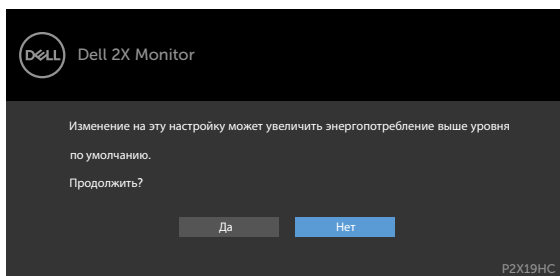 DELL
Dell 2X Monitor
Изменение на эту настройку может увеличить энергопотребление выше уровня
по умолчанию.
Продолжить?
Да
Нет
P2X19HC